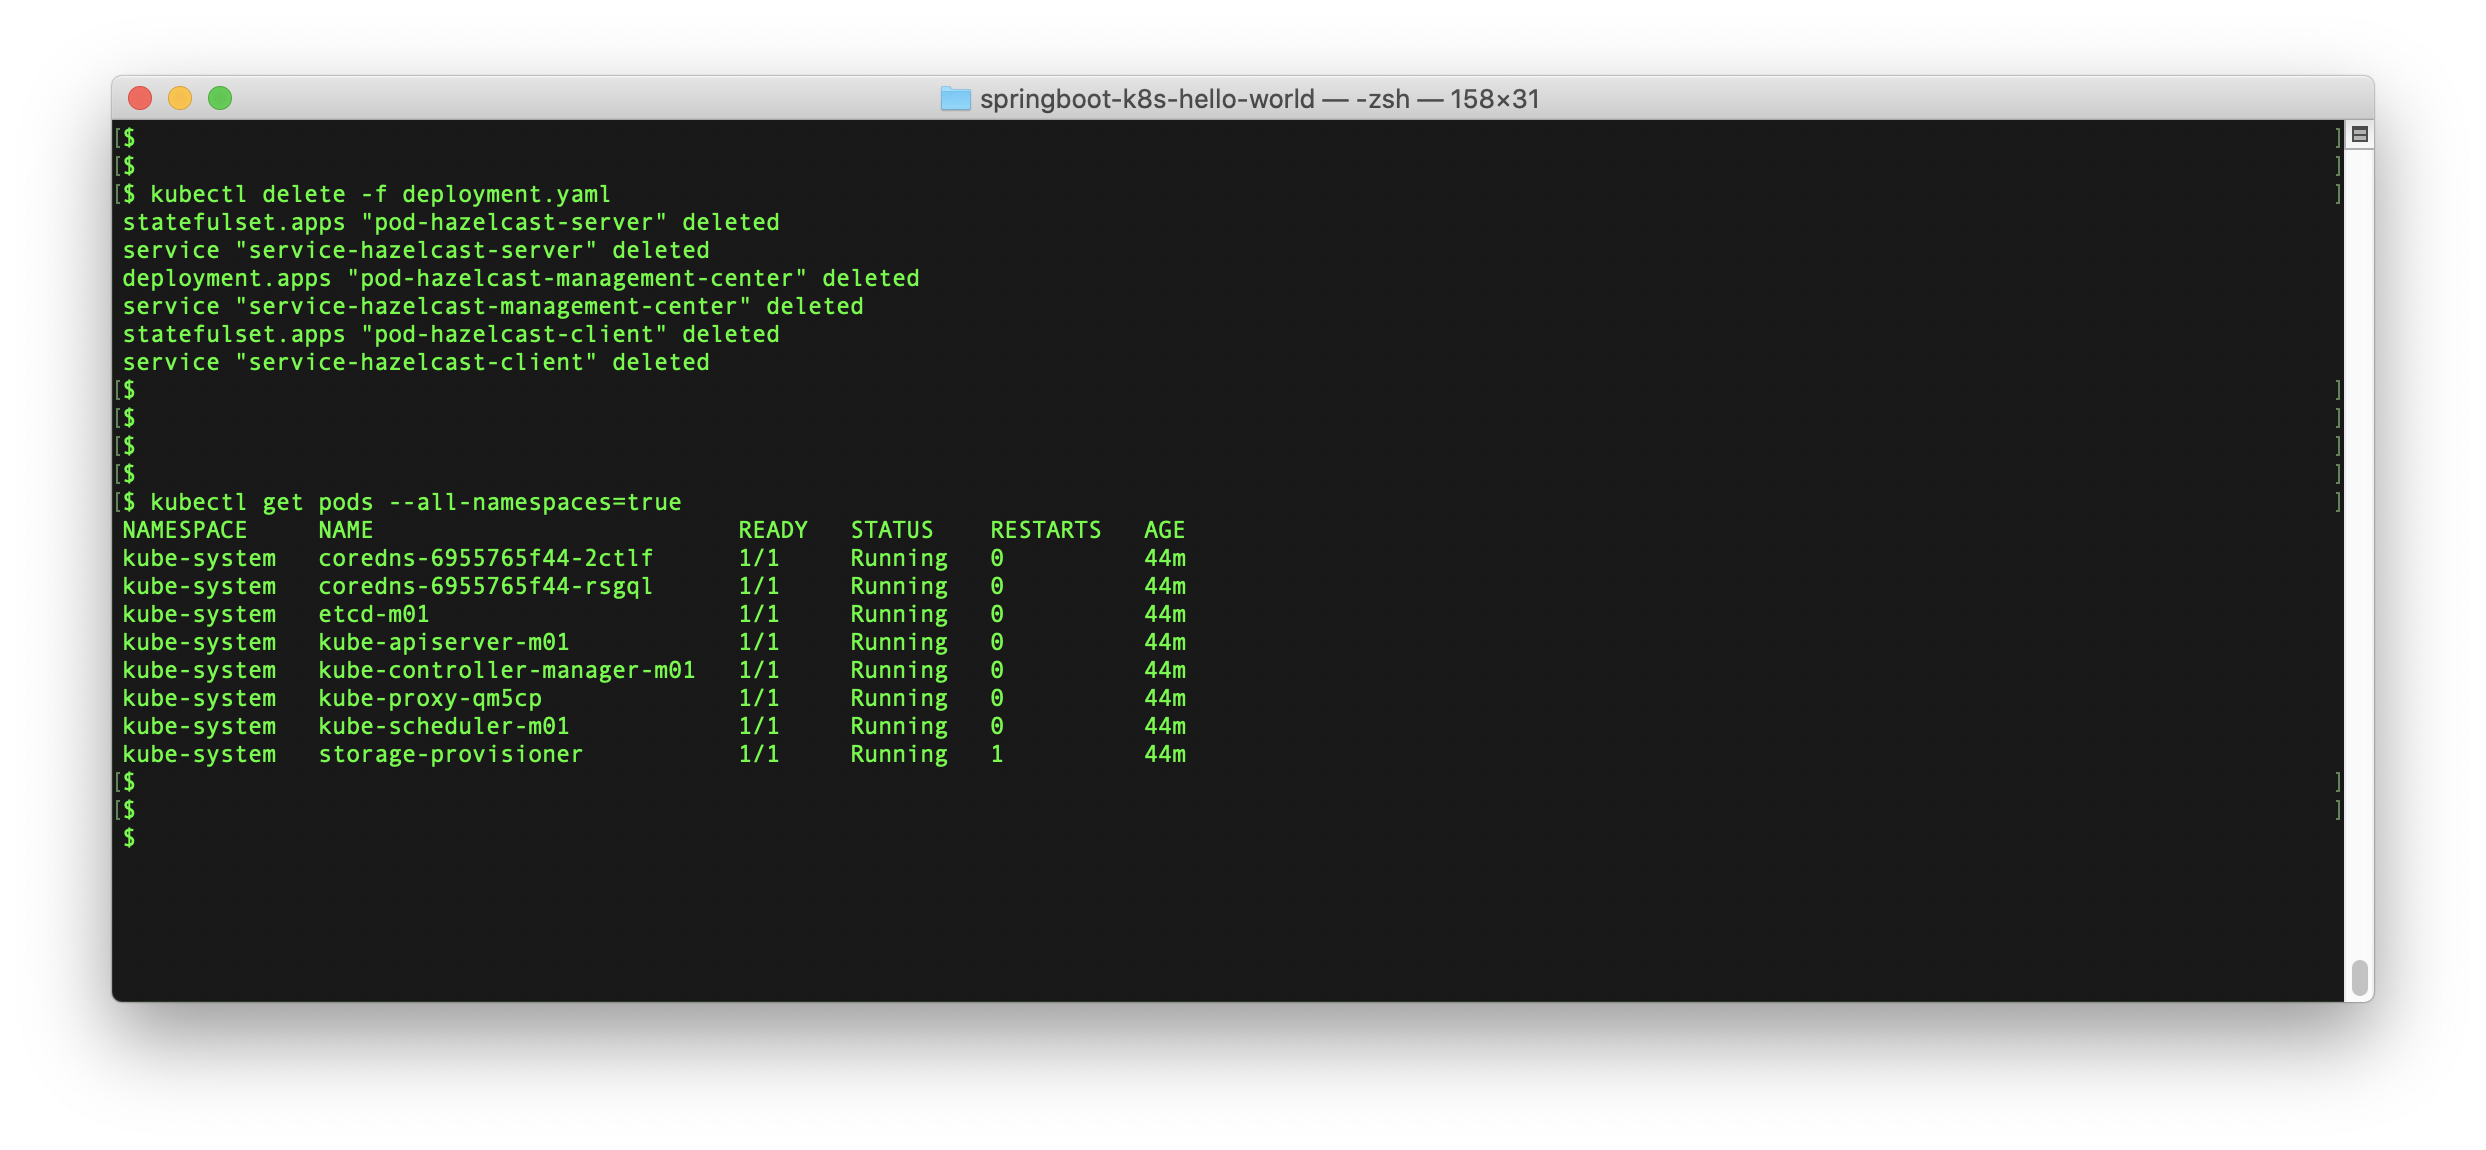 springboot-k8s-hello-world — -zsh — 158×31
[$ ]
[$ ]
[$ kubectl delete -f deployment.yaml ]
statefulset.apps "pod-hazelcast-server" deleted
service "service-hazelcast-server" deleted
deployment.apps "pod-hazelcast-management-center" deleted
service "service-hazelcast-management-center" deleted
statefulset.apps "pod-hazelcast-client" deleted
service "service-hazelcast-client" deleted
[$ ]
[$ ]
[$ ]
[$ ]
[$ kubectl get pods --all-namespaces=true ]
NAMESPACE     NAME                          READY   STATUS    RESTARTS   AGE
kube-system   coredns-6955765f44-2ctlf      1/1     Running   0          44m
kube-system   coredns-6955765f44-rsgql      1/1     Running   0          44m
kube-system   etcd-m01                      1/1     Running   0          44m
kube-system   kube-apiserver-m01            1/1     Running   0          44m
kube-system   kube-controller-manager-m01   1/1     Running   0          44m
kube-system   kube-proxy-qm5cp              1/1     Running   0          44m
kube-system   kube-scheduler-m01            1/1     Running   0          44m
kube-system   storage-provisioner           1/1     Running   1          44m
[$ ]
[$ ]
$